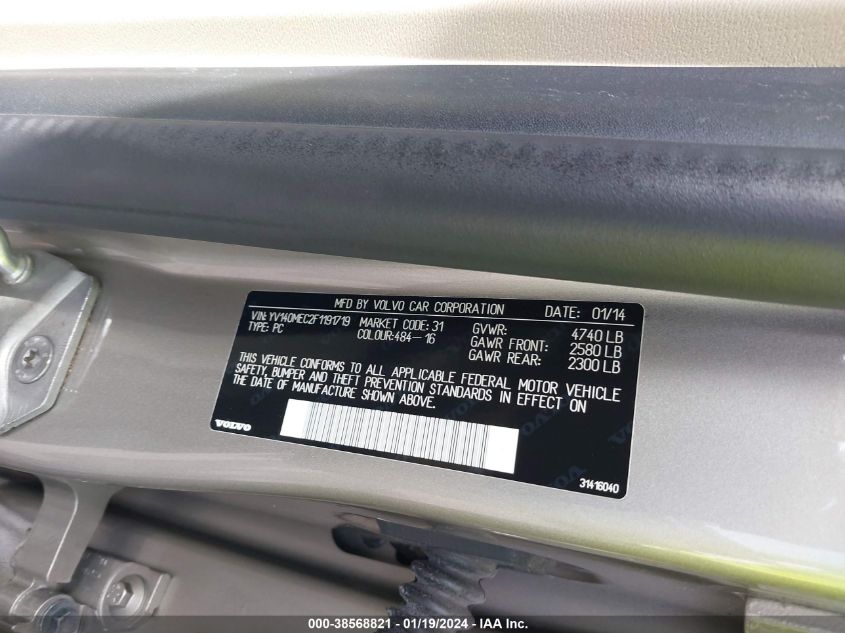 MFD BY VOLVO CAR CORPORATION DATE: 01/14
VIN: YV140MEC2F1191719 MARKET CODE: 31 GVWR: 4740 LB
TYPE: PC COLOUR:484-16 GAWR FRONT: 2580 LB
GAWR REAR: 2300 LB
THIS VEHICLE CONFORMS TO ALL APPLICABLE FEDERAL MOTOR VEHICLE
SAFETY, BUMPER AND THEFT PREVENTION STANDARDS IN EFFECT ON
THE DATE OF MANUFACTURE SHOWN ABOVE.
VOLVO
31416040
000-38568821 - 01/19/2024 - IAA Inc.